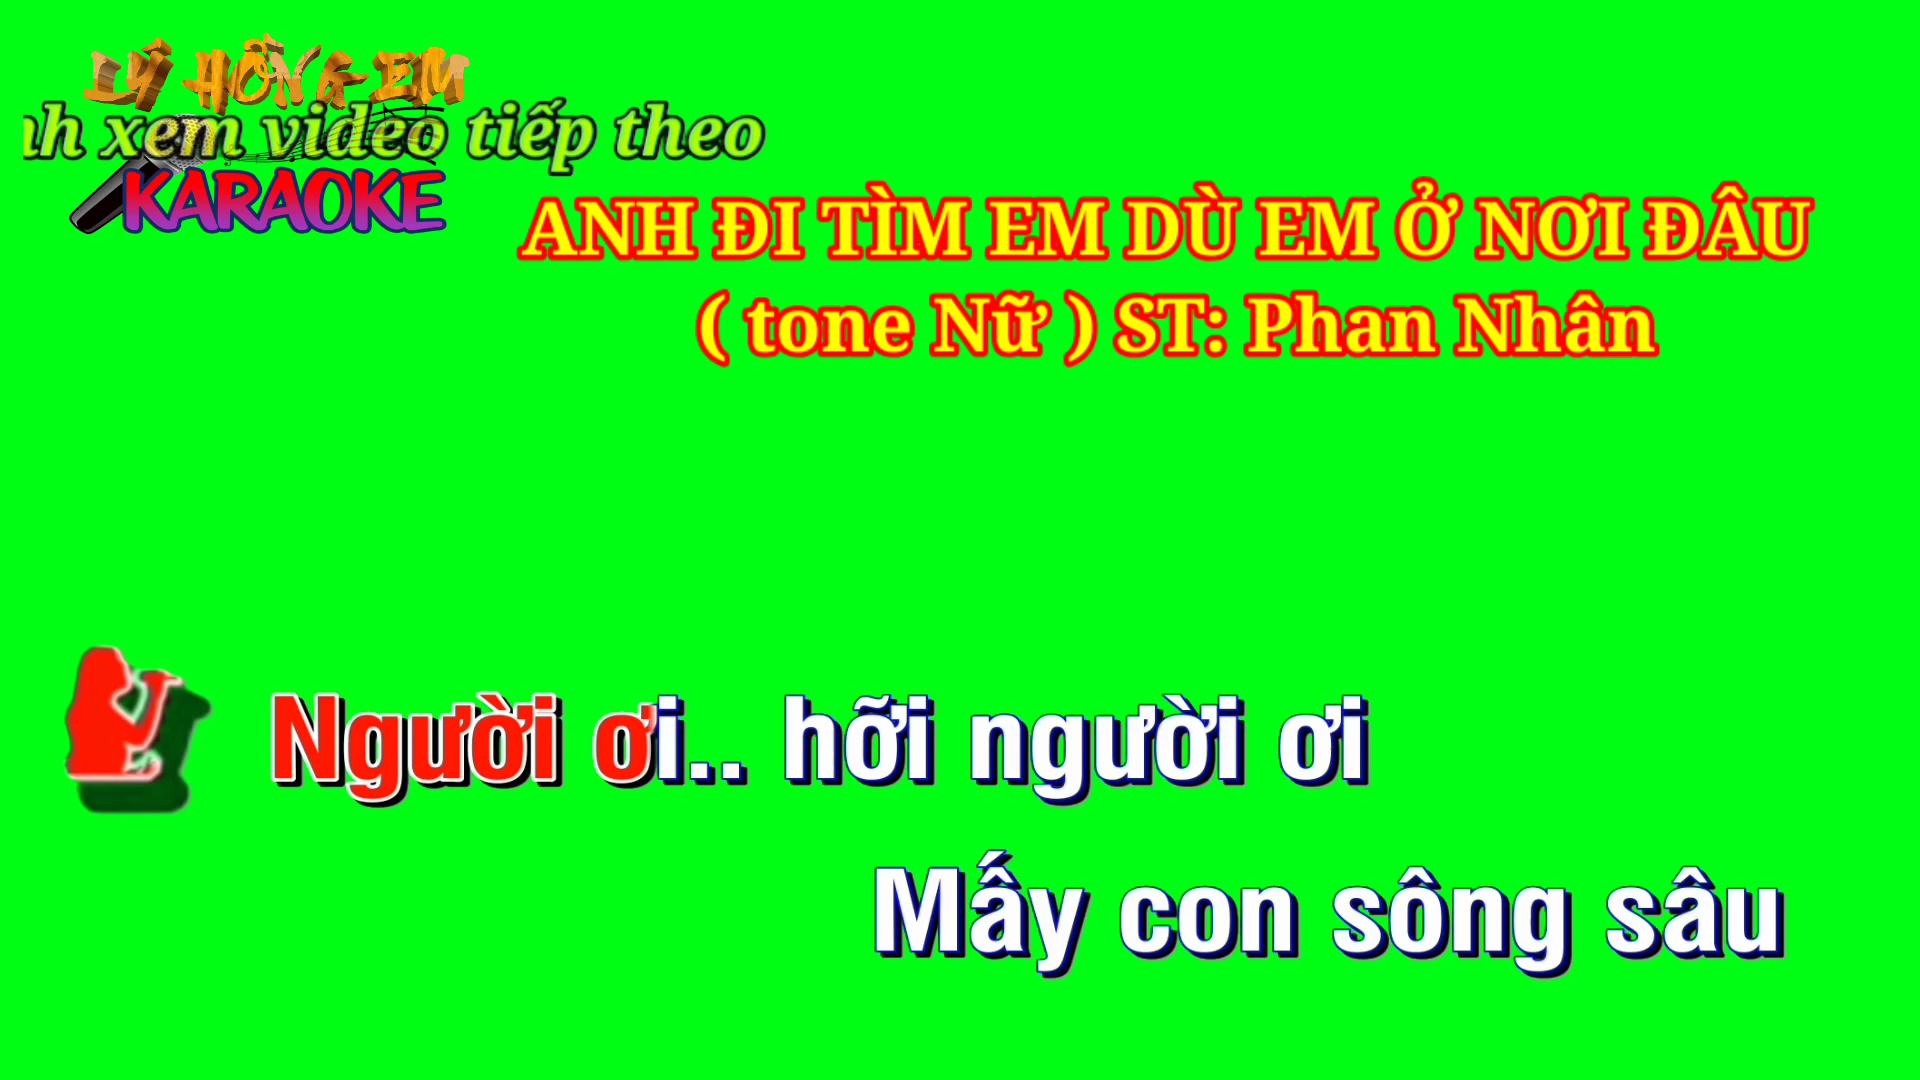 LÝ HỒNG EM
xem video tiếp theo
KARAOKE
ANH ĐI TÌM EM DÙ EM Ở NƠI ĐÂU
( tone Nữ ) ST: Phan Nhân
Người ơi.. hỡi người ơi
Mấy con sông sâu